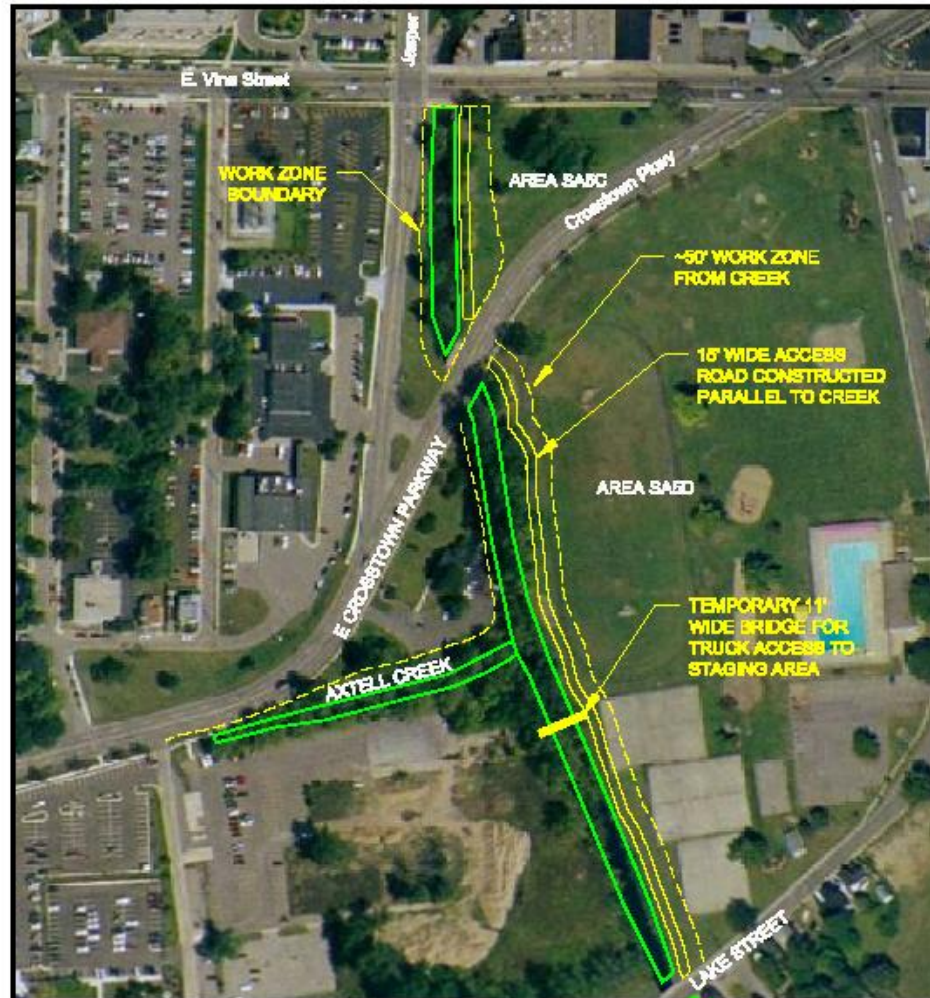 Jasper
E. Vine Street
WORK ZONE
BOUNDARY
AREA SA5C
Crosstown Pkwy
~50' WORK ZONE
FROM CREEK
15' WIDE ACCESS
ROAD CONSTRUCTED
PARALLEL TO CREEK
AREA SA5D
E CROSSTOWN PARKWAY
TEMPORARY 11'
WIDE BRIDGE FOR
TRUCK ACCESS TO
STAGING AREA
AXTELL CREEK
LAKE STREET